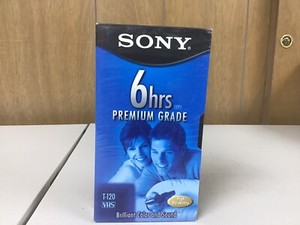 SONY
6hrs
PREMIUM GRADE
T-120
VHS
Brilliant Color and Sound